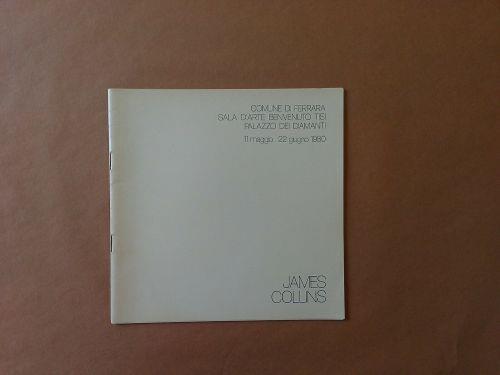 COMUNE DI FERRARA
SALA D'ARTE BENVENUTO TISI
PALAZZO DEI DIAMANTI
11 maggio . 22 giugno 1980
JAMES
COLLINS